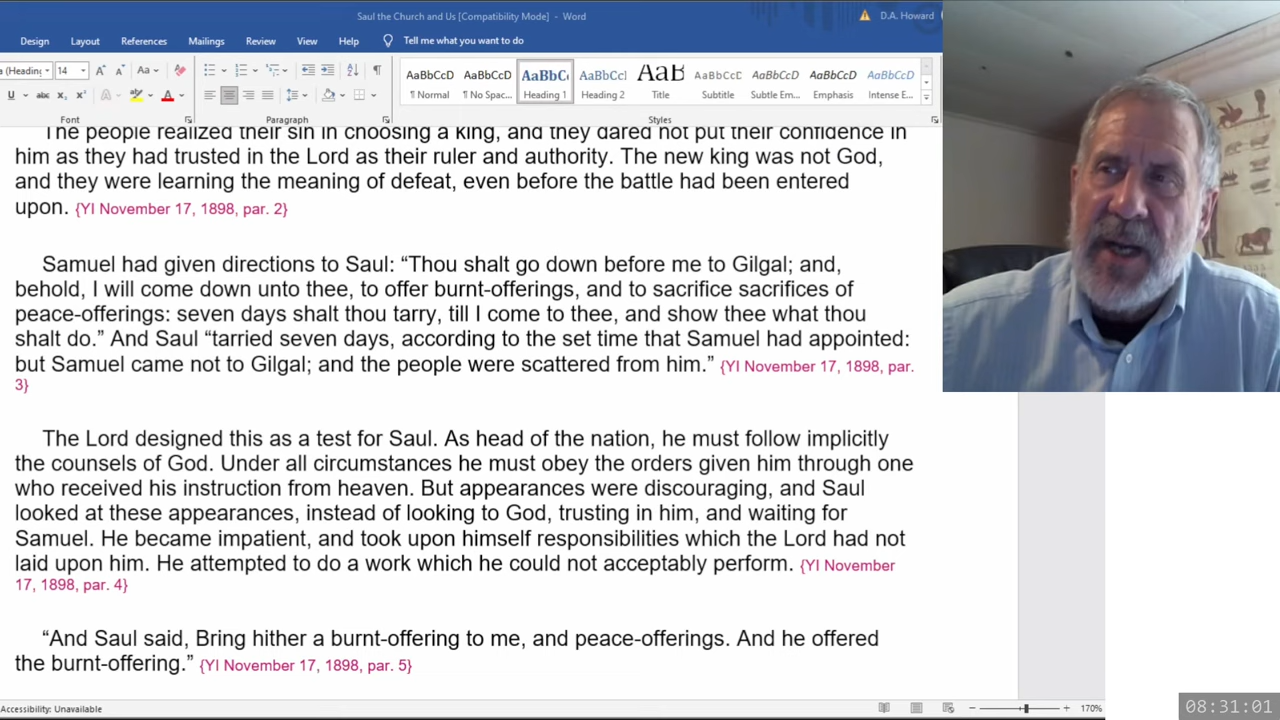 Saul the Church and Us [Compatibility Mode] - Word
D.A. Howard
Design Layout References Mailings Review View Help Tell me what you want to do
14
Aa
AaBbCcD AaBbCcD AaBbC AaBbCcI AaB AaBbCcD AaBbCcD AaBbCcD AaBbCcD
¶ Normal ¶ No Spac... Heading 1 Heading 2 Title Subtitle Subtle Em... Emphasis Intense E...
Font Paragraph Styles
The people realized their sin in choosing a king, and they dared not put their confidence in
him as they had trusted in the Lord as their ruler and authority. The new king was not God,
and they were learning the meaning of defeat, even before the battle had been entered
upon. {YI November 17, 1898, par. 2}
Samuel had given directions to Saul: “Thou shalt go down before me to Gilgal; and,
behold, I will come down unto thee, to offer burnt-offerings, and to sacrifice sacrifices of
peace-offerings: seven days shalt thou tarry, till I come to thee, and show thee what thou
shalt do.” And Saul “tarried seven days, according to the set time that Samuel had appointed:
but Samuel came not to Gilgal; and the people were scattered from him.” {YI November 17, 1898, par.
3}
The Lord designed this as a test for Saul. As head of the nation, he must follow implicitly
the counsels of God. Under all circumstances he must obey the orders given him through one
who received his instruction from heaven. But appearances were discouraging, and Saul
looked at these appearances, instead of looking to God, trusting in him, and waiting for
Samuel. He became impatient, and took upon himself responsibilities which the Lord had not
laid upon him. He attempted to do a work which he could not acceptably perform. {YI November
17, 1898, par. 4}
“And Saul said, Bring hither a burnt-offering to me, and peace-offerings. And he offered
the burnt-offering.” {YI November 17, 1898, par. 5}
Accessibility: Unavailable
170%
08:31:01